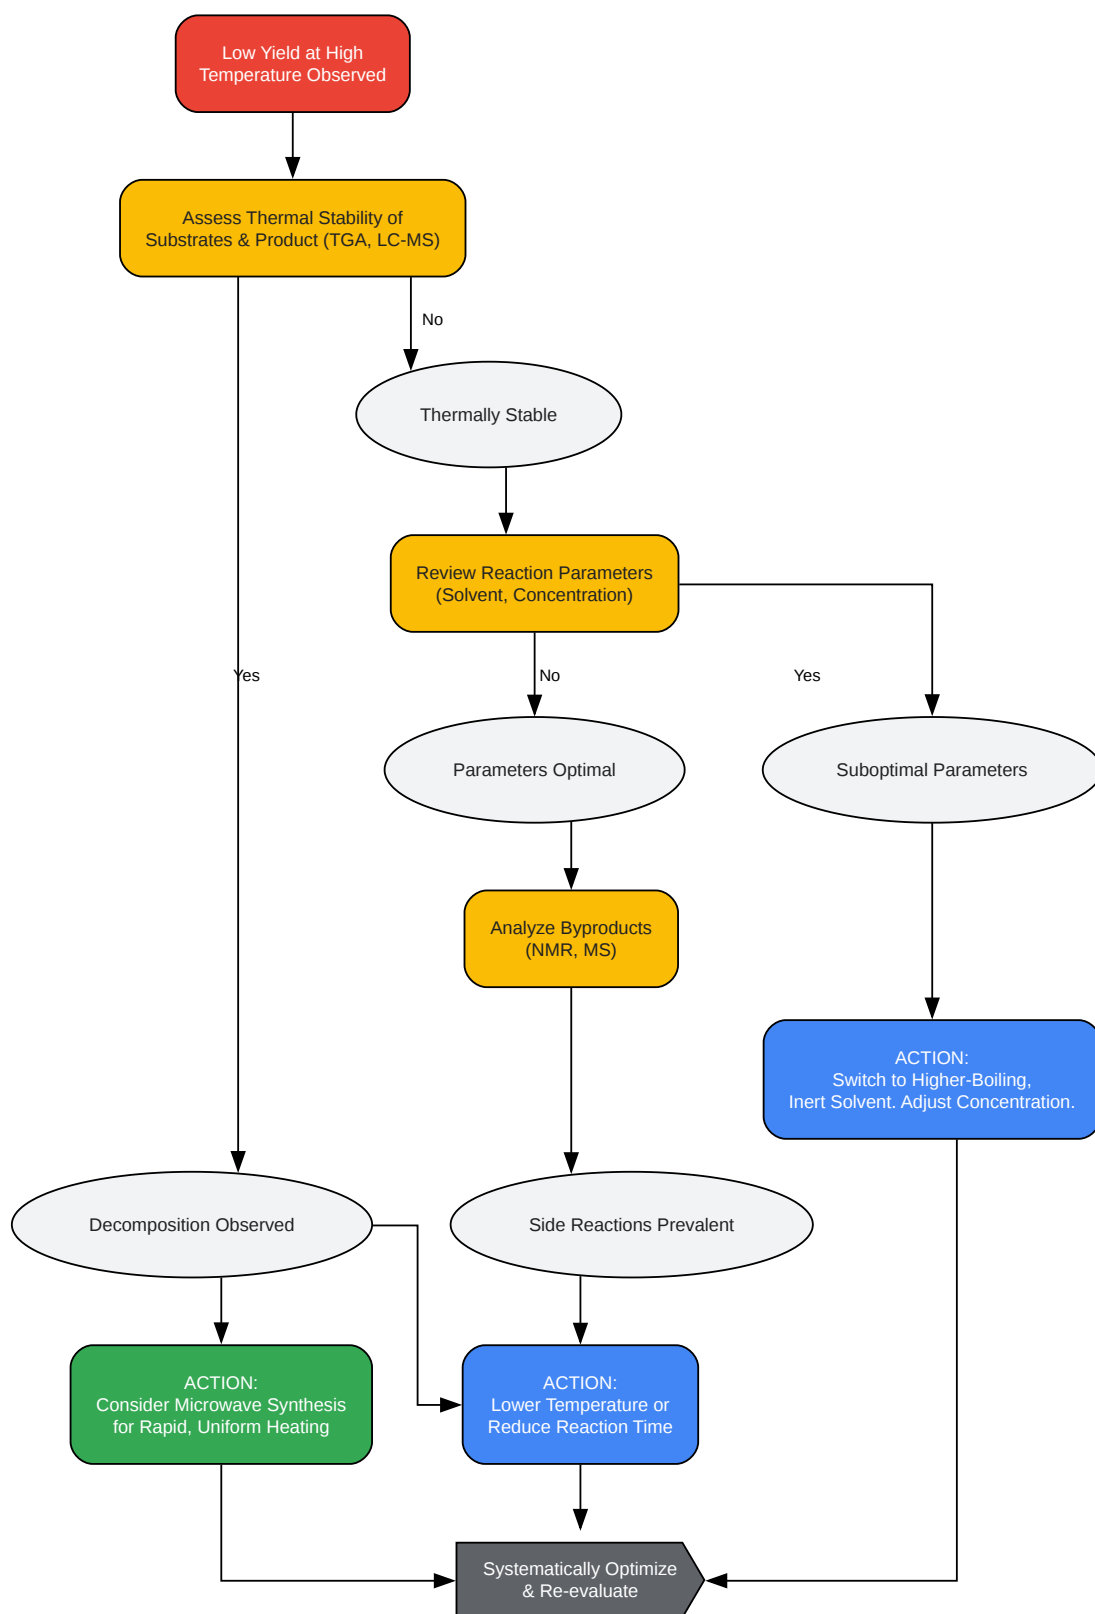 Low Yield at High
Temperature Observed
Assess Thermal Stability of
Substrates & Product (TGA, LC-MS)
No
Thermally Stable
Review Reaction Parameters
(Solvent, Concentration)
Yes
No
Yes
Parameters Optimal
Suboptimal Parameters
Analyze Byproducts
(NMR, MS)
ACTION:
Switch to Higher-Boiling,
Inert Solvent. Adjust Concentration.
Decomposition Observed
Side Reactions Prevalent
ACTION:
Consider Microwave Synthesis
for Rapid, Uniform Heating
ACTION:
Lower Temperature or
Reduce Reaction Time
Systematically Optimize
& Re-evaluate